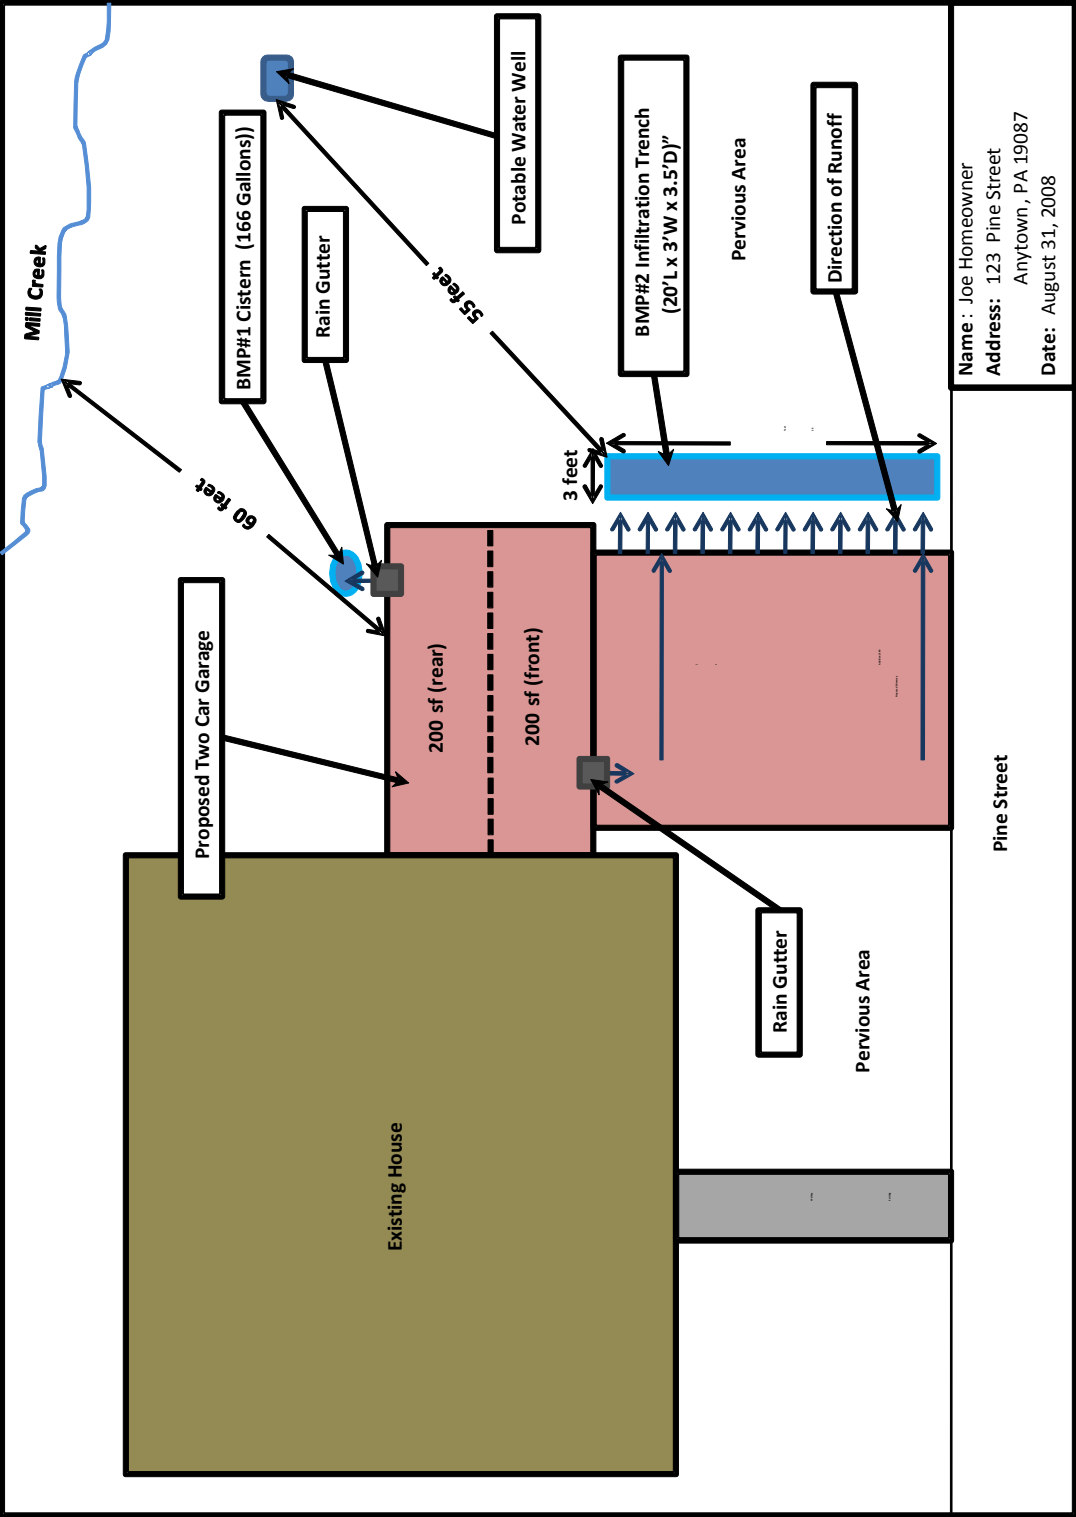 Mill Creek
60 feet
BMP#1 Cistern  (166 Gallons))
Rain Gutter
Potable Water Well
55 feet
BMP#2 Infiltration Trench
(20’L x 3’W x 3.5’D)”
Pervious Area
Direction of Runoff
3 feet
Proposed Two Car Garage
200 sf (rear)
200 sf (front)
Existing House
Rain Gutter
Pervious Area
Pine Street
Name : Joe Homeowner
Address: 123 Pine Street
Anytown, PA 19087
Date: August 31, 2008